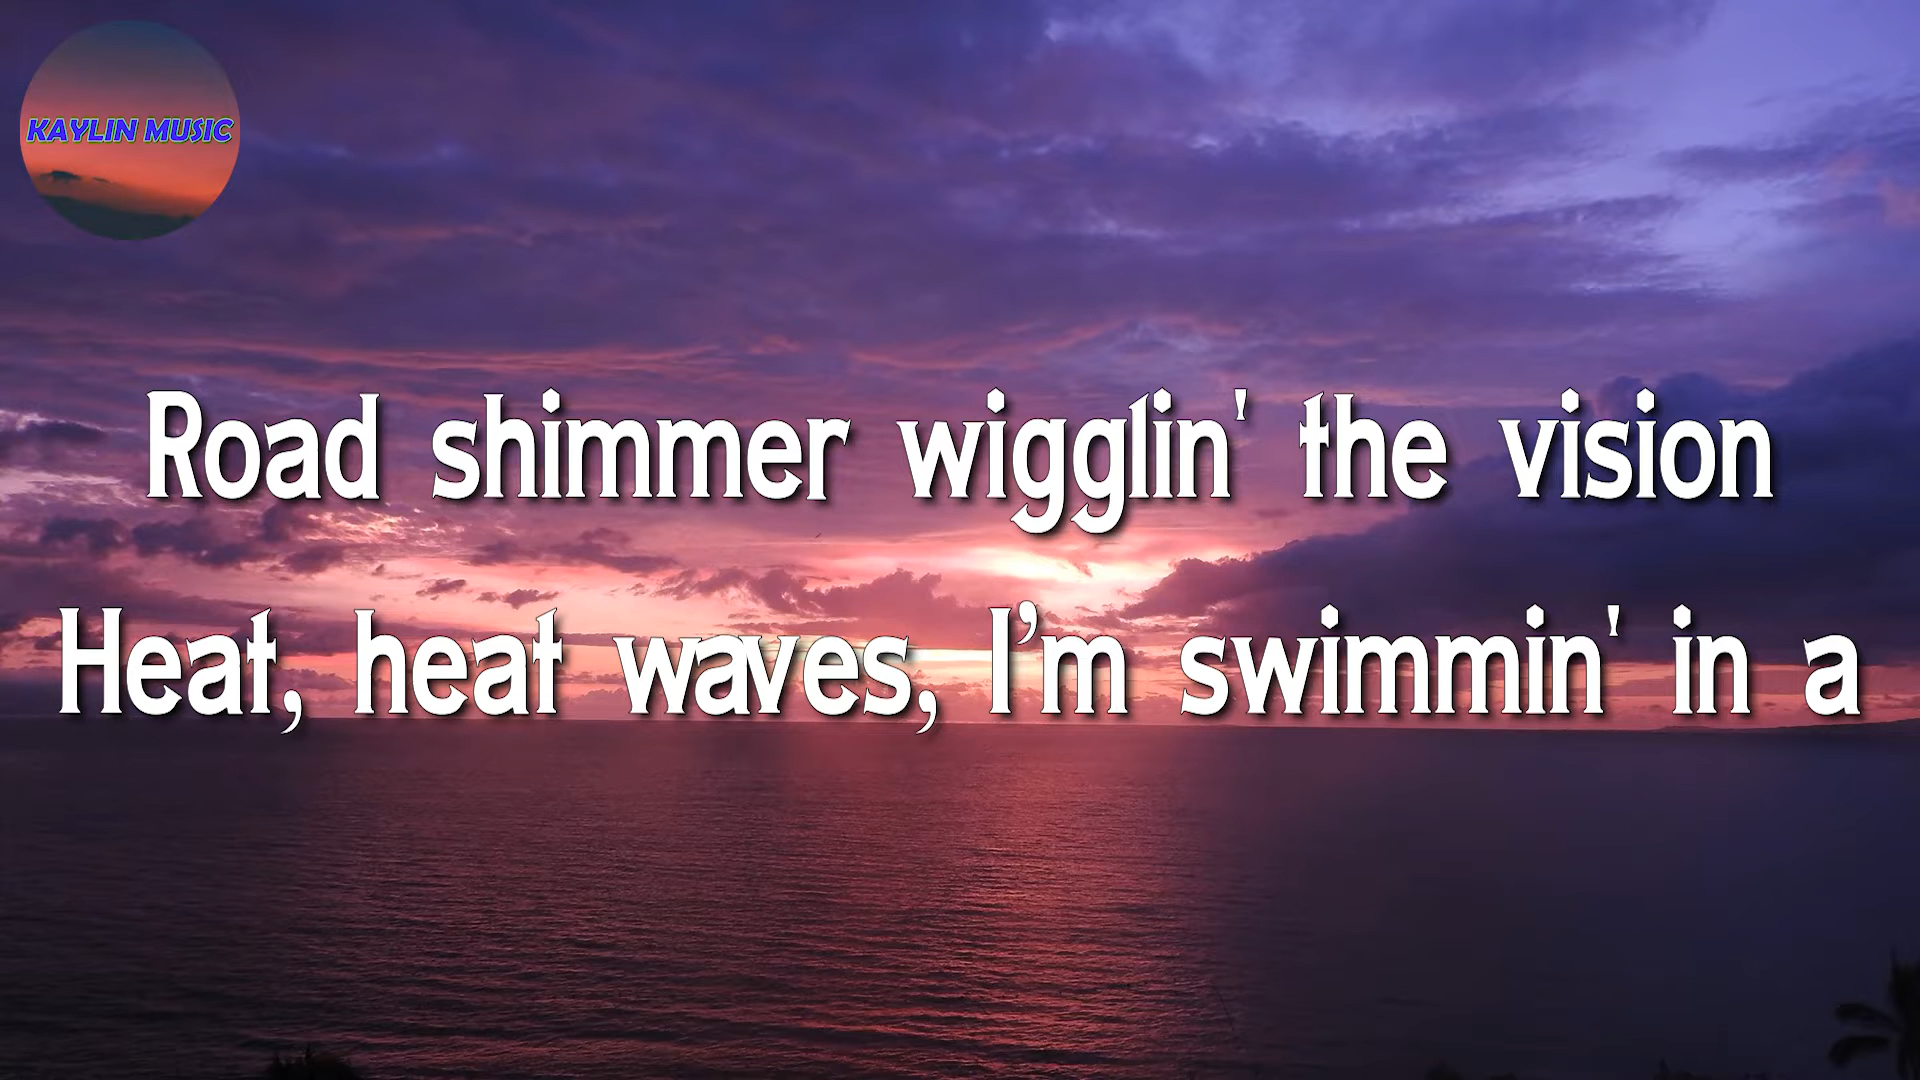 KAYLIN MUSIC
Road shimmer wigglin' the vision
Heat, heat waves, I'm swimmin' in a